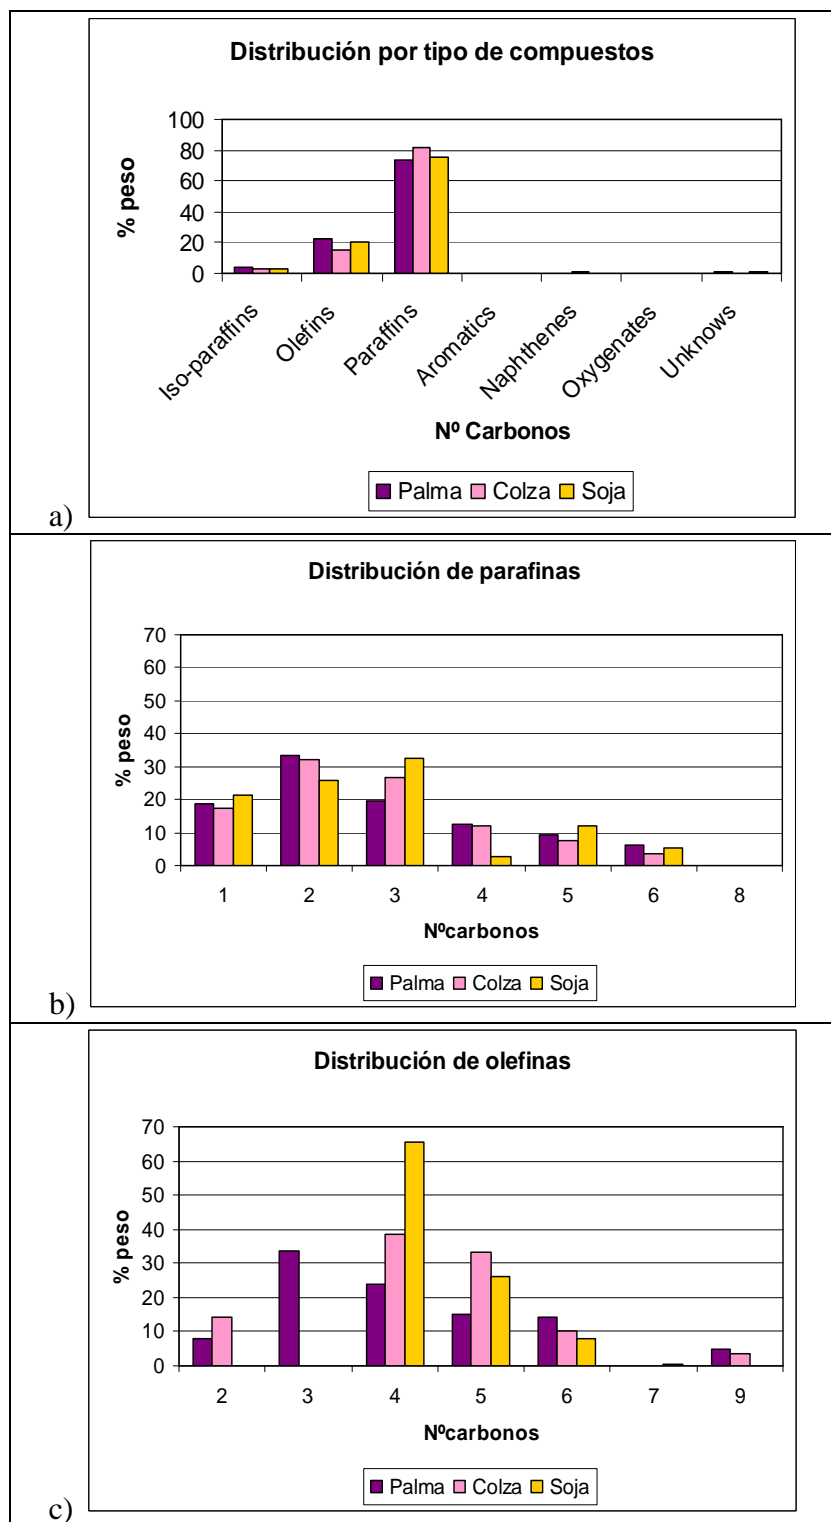 Distribución por tipo de compuestos
100
80
60
40
20
0
% peso
Iso-paraffins
Olefins
Paraffins
Aromatics
Naphthenes
Oxygenates
Unknows
Nº Carbonos
Palma Colza Soja
a)
Distribución de parafinas
70
60
50
40
30
20
10
0
% peso
1 2 3 4 5 6 8
Nºcarbonos
Palma Colza Soja
b)
Distribución de olefinas
70
60
50
40
30
20
10
0
% peso
2 3 4 5 6 7 9
Nºcarbonos
Palma Colza Soja
c)